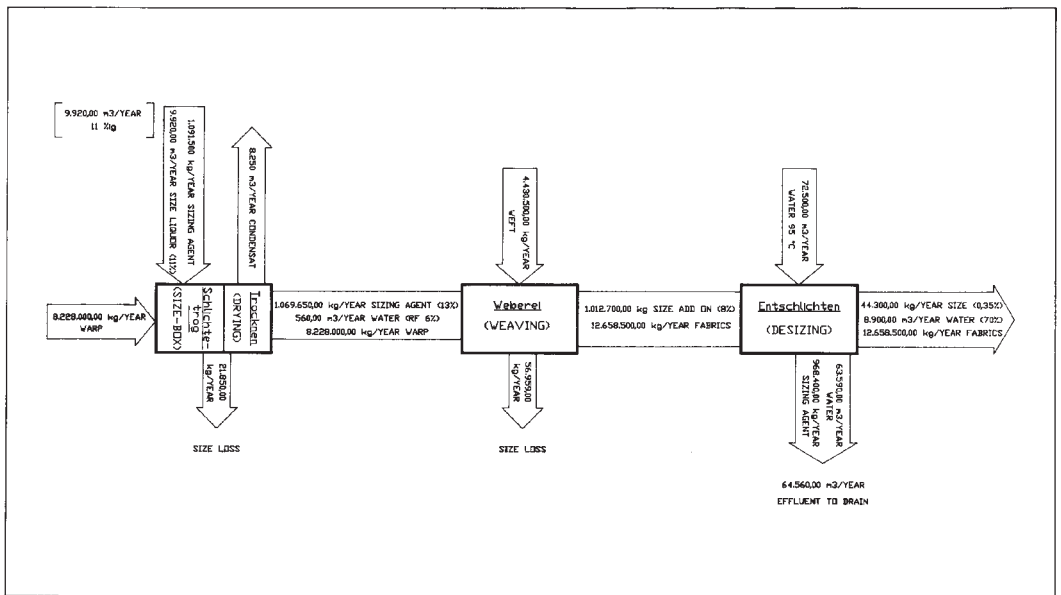 9.920,00 m3/YEAR
11 %ig
1.091.500 kg/YEAR SIZING AGENT
9.920,00 m3/YEAR SIZE LIQUOR (11%)
8.250 m3/YEAR CONDENSAT
4.430.500,00 kg/YEAR
WEFT
72.500,00 m3/YEAR
WATER 95 °C
8.228.000,00 kg/YEAR
WARP
Schlichte-
trog
(SIZE-BOX)
Trocknen
(DRYING)
1.069.650,00 kg/YEAR SIZING AGENT (13%)
560,00 m3/YEAR WATER (RF 6%)
8.228.000,00 kg/YEAR WARP
Weberei
(WEAVING)
1.012.700,00 kg SIZE ADD ON (8%)
12.658.500,00 kg/YEAR FABRICS
Entschlichten
(DESIZING)
44.300,00 kg/YEAR SIZE (0,35%)
8.900,00 m3/YEAR WATER (70%)
12.658.500,00 kg/YEAR FABRICS
21.850,00
kg/YEAR
SIZE LOSS
56.959,00
kg/YEAR
SIZE LOSS
63.590,00 m3/YEAR
WATER
968.400,00 kg/YEAR
SIZING AGENT
64.560,00 m3/YEAR
EFFLUENT TO DRAIN